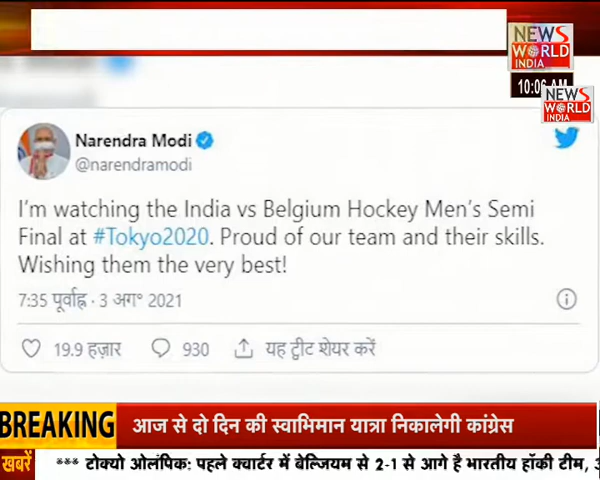 NEWS
WORLD
INDIA
10:06 AM
NEWS
WORLD
INDIA
Narendra Modi
@narendramodi
I'm watching the India vs Belgium Hockey Men's Semi
Final at #Tokyo2020. Proud of our team and their skills.
Wishing them the very best!
7:35 पूर्वाह्न · 3 अग॰ 2021
19.9 हज़ार 930 यह ट्वीट शेयर करें
BREAKING आज से दो दिन की स्वाभिमान यात्रा निकालेगी कांग्रेस
खबरें *** टोक्यो ओलंपिक: पहले क्वार्टर में बेल्जियम से 2-1 से आगे है भारतीय हॉकी टीम,